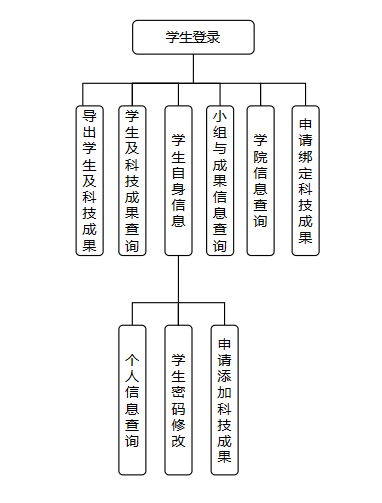 学生登录
导出学生及科技成果
学生及科技成果查询
学生自身信息
小组与成果信息查询
学院信息查询
申请绑定科技成果
个人信息查询
学生密码修改
申请添加科技成果